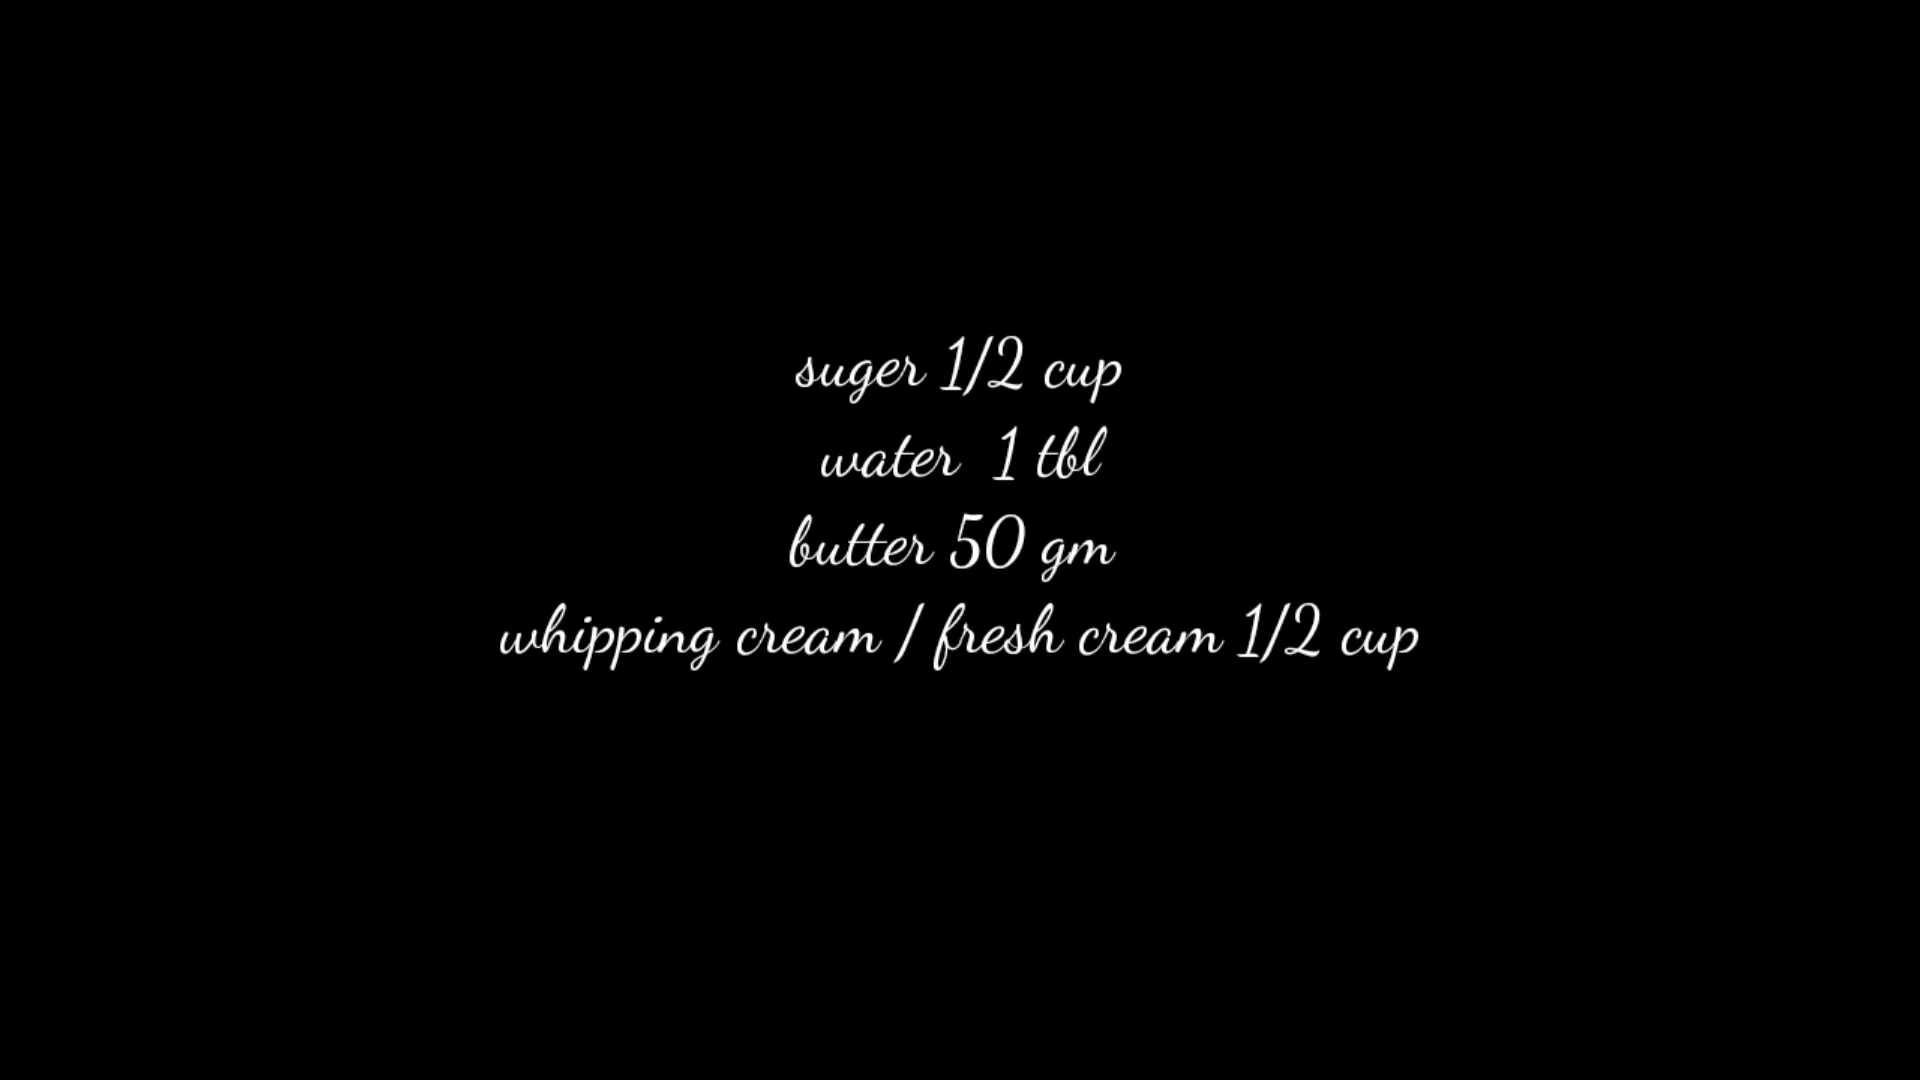 suger 1/2 cup
water 1 tbl
butter 50 gm
whipping cream / fresh cream 1/2 cup